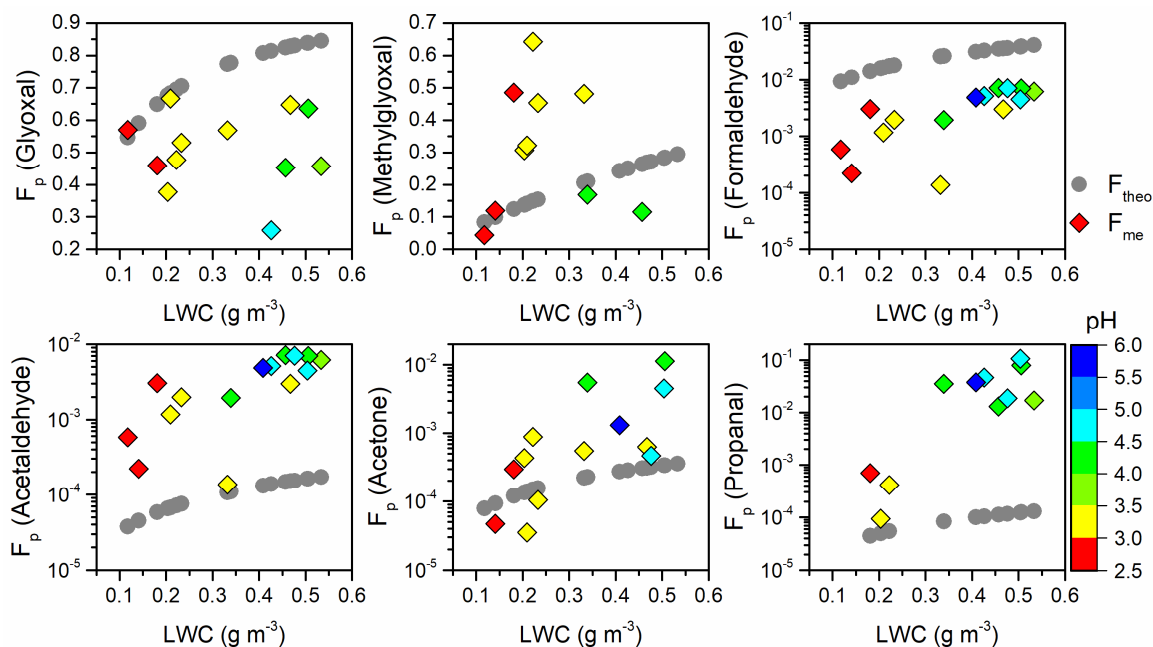 0.9
0.8
0.7
0.6
0.5
0.4
0.3
0.2
0.1 0.2 0.3 0.4 0.5 0.6
F_p (Glyoxal)
LWC (g m^-3)
0.7
0.6
0.5
0.4
0.3
0.2
0.1
0.0
0.1 0.2 0.3 0.4 0.5 0.6
F_p (Methylglyoxal)
LWC (g m^-3)
10^-1
10^-2
10^-3
10^-4
10^-5
0.1 0.2 0.3 0.4 0.5 0.6
F_p (Formaldehyde)
LWC (g m^-3)
F_theo
F_me
10^-2
10^-3
10^-4
10^-5
0.1 0.2 0.3 0.4 0.5 0.6
F_p (Acetaldehyde)
LWC (g m^-3)
10^-2
10^-3
10^-4
10^-5
0.1 0.2 0.3 0.4 0.5 0.6
F_p (Acetone)
LWC (g m^-3)
10^-1
10^-2
10^-3
10^-4
10^-5
0.1 0.2 0.3 0.4 0.5 0.6
F_p (Propanal)
LWC (g m^-3)
pH
6.0
5.5
5.0
4.5
4.0
3.5
3.0
2.5